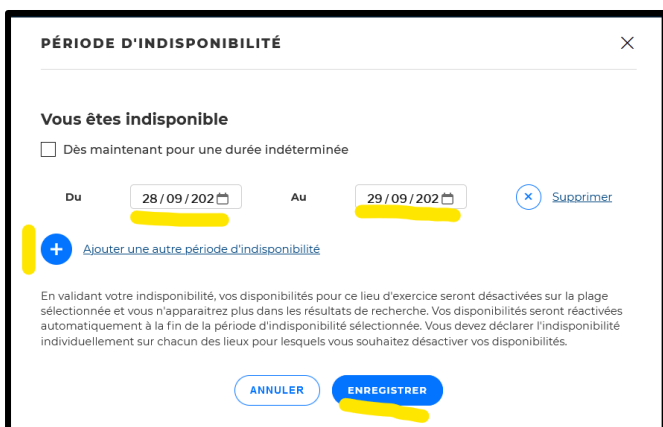 PÉRIODE D'INDISPONIBILITÉ
Vous êtes indisponible
Dès maintenant pour une durée indéterminée
Du 28/09/202 Au 29/09/202 Supprimer
Ajouter une autre période d'indisponibilité
En validant votre indisponibilité, vos disponibilités pour ce lieu d'exercice seront désactivées sur la plage
sélectionnée et vous n'apparaitrez plus dans les résultats de recherche. Vos disponibilités seront réactivées
automatiquement à la fin de la période d'indisponibilité sélectionnée. Vous devez déclarer l'indisponibilité
individuellement sur chacun des lieux pour lesquels vous souhaitez désactiver vos disponibilités.
ANNULER ENREGISTRER